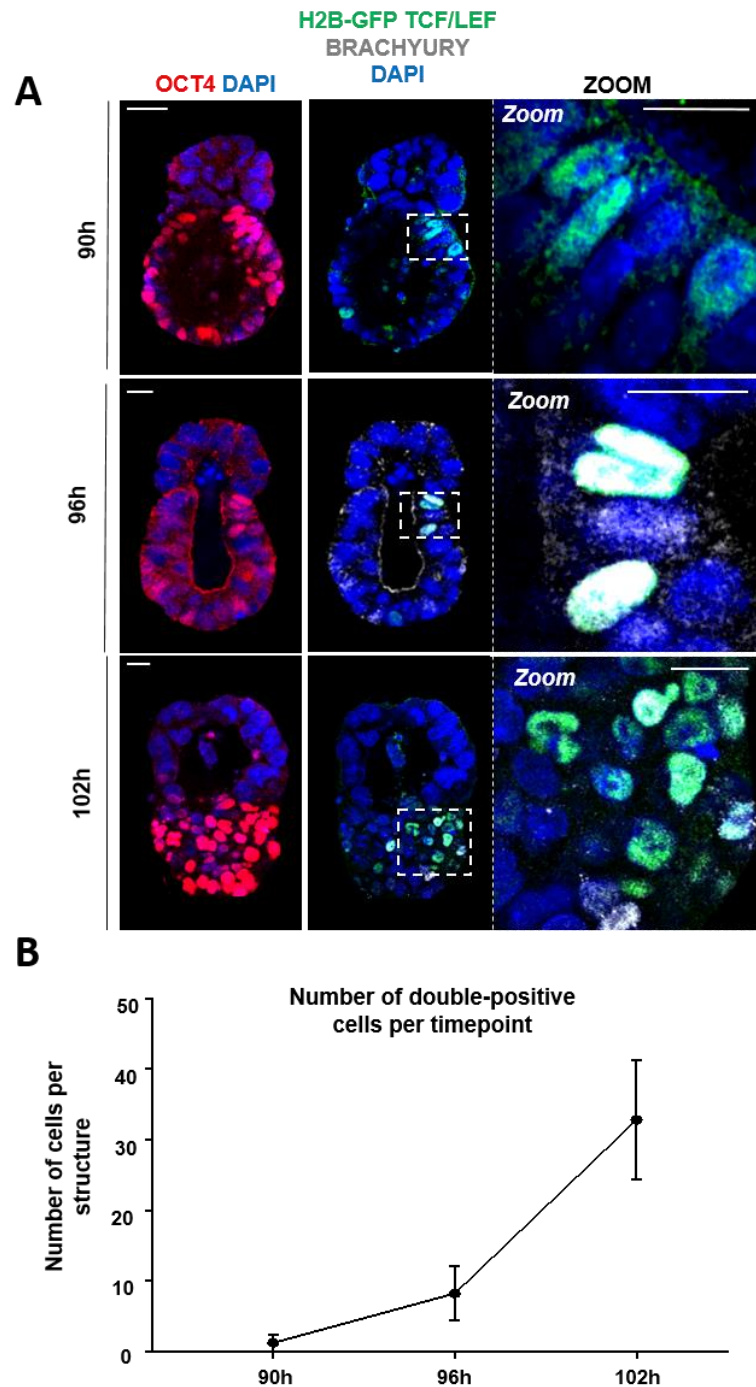 H2B-GFP TCF/LEF
BRACHYURY
DAPI
OCT4 DAPI
ZOOM
A
90h
Zoom
96h
Zoom
102h
Zoom
B
Number of double-positive
cells per timepoint
Number of cells per
structure
50
40
30
20
10
0
90h
96h
102h